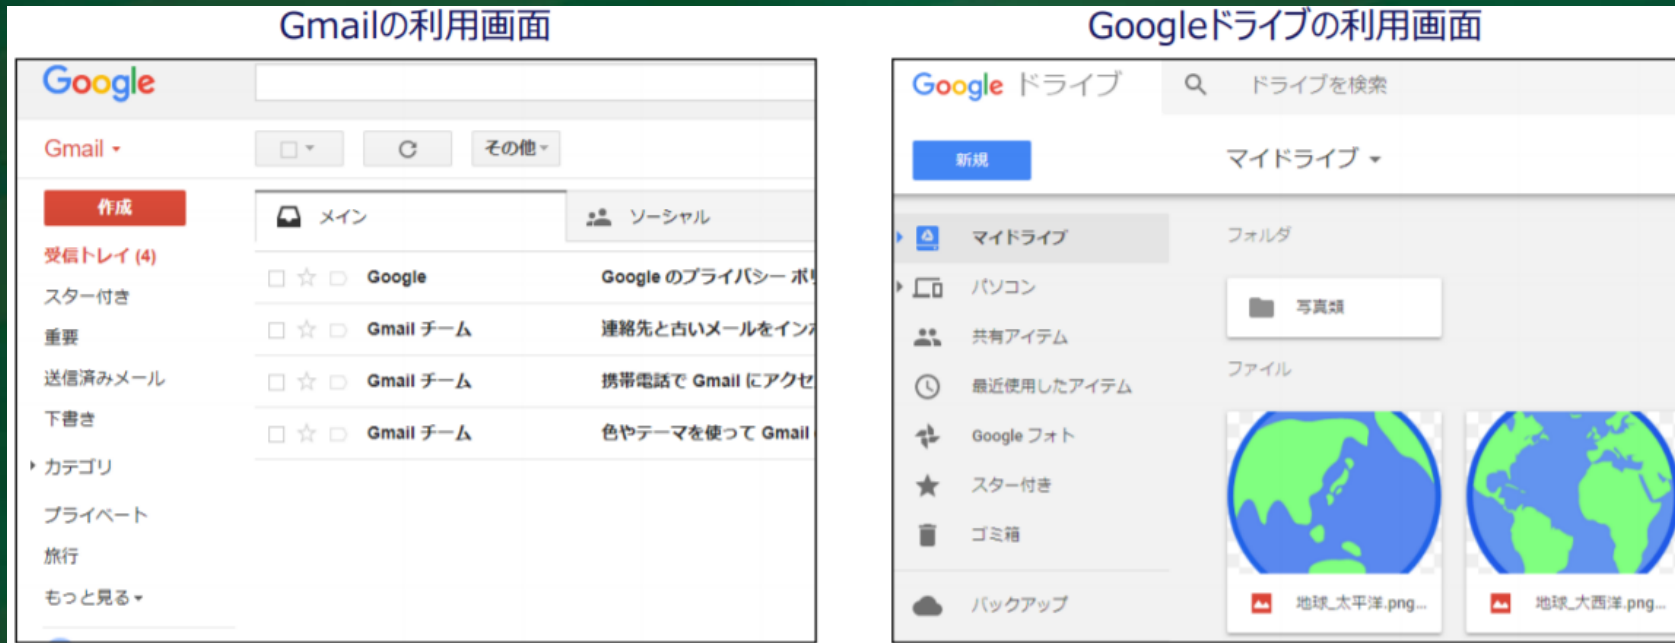 Gmailの利用画面
Google
Gmail
その他
作成
メイン
ソーシャル
受信トレイ (4)
Google
Google のプライバシー ポリ
スター付き
Gmail チーム
連絡先と古いメールをインポ
重要
送信済みメール
Gmail チーム
携帯電話で Gmail にアクセ
下書き
Gmail チーム
色やテーマを使って Gmail
カテゴリ
プライベート
旅行
もっと見る
Googleドライブの利用画面
Google ドライブ
ドライブを検索
新規
マイドライブ
マイドライブ
パソコン
共有アイテム
最近使用したアイテム
Google フォト
スター付き
ゴミ箱
バックアップ
フォルダ
写真類
ファイル
地球_太平洋.png...
地球_大西洋.png...